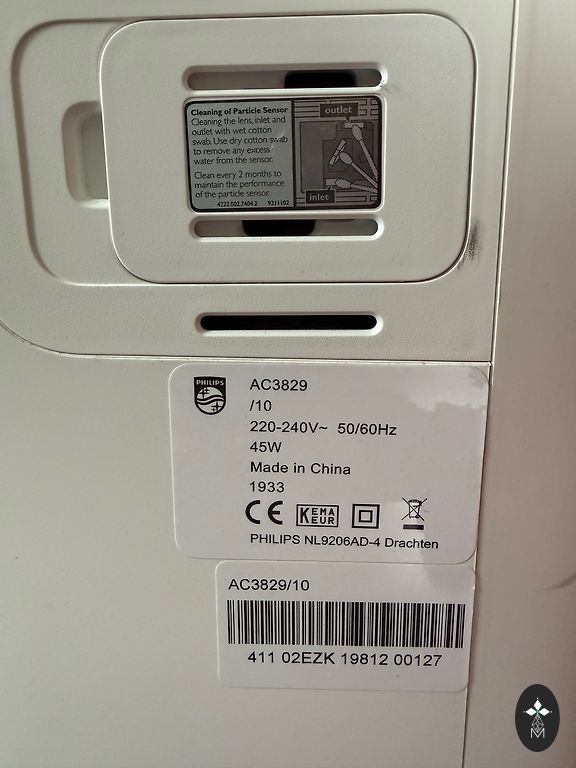 Cleaning of Particle Sensor
Cleaning the lens, inlet and
outlet with wet cotton
swab. Use dry cotton swab
to remove any excess
water from the sensor.
Clean every 2 months to
maintain the performance
of the particle sensor.
4222.002.7404.2 9211102
outlet
inlet
PHILIPS
AC3829
/10
220-240V~ 50/60Hz
45W
Made in China
1933
CE
KEMA
KEUR
PHILIPS NL9206AD-4 Drachten
AC3829/10
411 02EZK 19812 00127
M